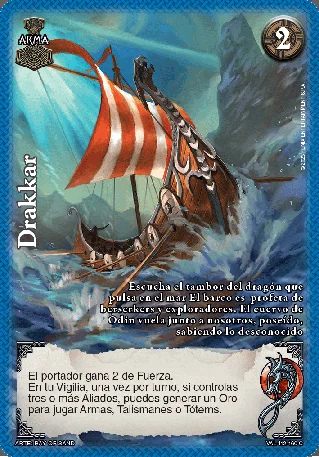 ARMA
2
Drakkar
Escucha el tambor del dragón que
pulsa en el mar El barco es profeta de
berserkers y exploradores. El cuervo de
Odín vuela junto a nosotros, poseído,
sabiendo lo desconocido
El portador gana 2 de Fuerza.
En tu Vigilia, una vez por turno, si controlas
tres o más Aliados, puedes generar un Oro
para jugar Armas, Talismanes o Tótems.